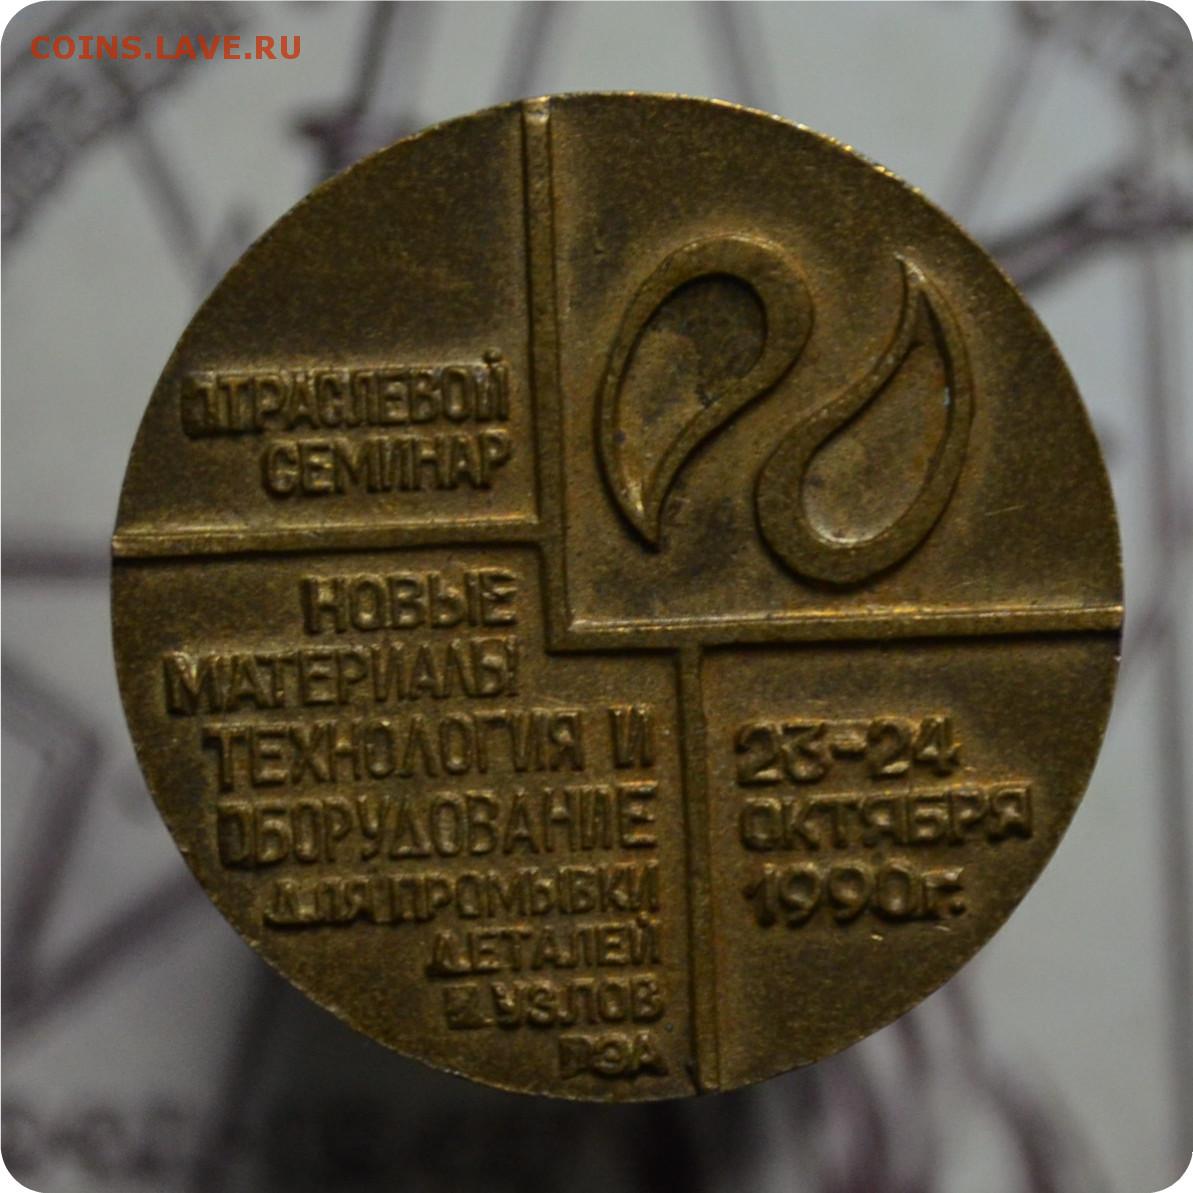 COINS.LAVE.RU
ОТРАСЛЕВОЙ
СЕМИНАР
НОВЫЕ
МАТЕРИАЛЫ
ТЕХНОЛОГИЯ И
ОБОРУДОВАНИЕ
ДЛЯ ПРОМЫВКИ
ДЕТАЛЕЙ
И УЗЛОВ
РЭА
23-24
ОКТЯБРЯ
1990г.